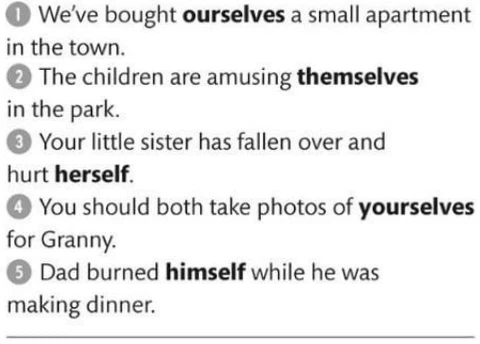 1 We've bought ourselves a small apartment
in the town.
2 The children are amusing themselves
in the park.
3 Your little sister has fallen over and
hurt herself.
4 You should both take photos of yourselves
for Granny.
5 Dad burned himself while he was
making dinner.